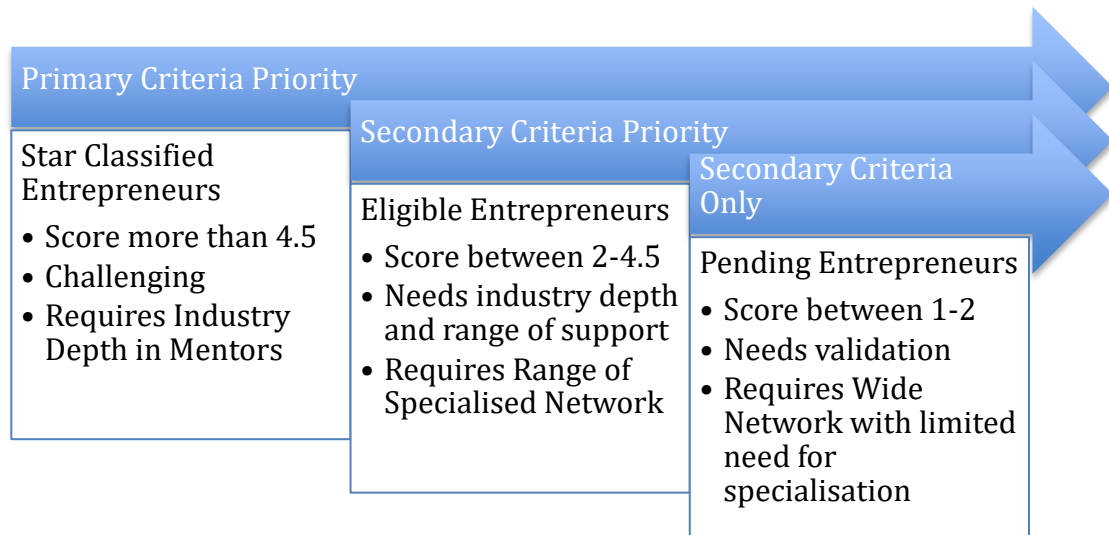 Primary Criteria Priority
Star Classified
Entrepreneurs
• Score more than 4.5
• Challenging
• Requires Industry
Depth in Mentors
Secondary Criteria Priority
Eligible Entrepreneurs
• Score between 2-4.5
• Needs industry depth
and range of support
• Requires Range of
Specialised Network
Secondary Criteria
Only
Pending Entrepreneurs
• Score between 1-2
• Needs validation
• Requires Wide
Network with limited
need for
specialisation